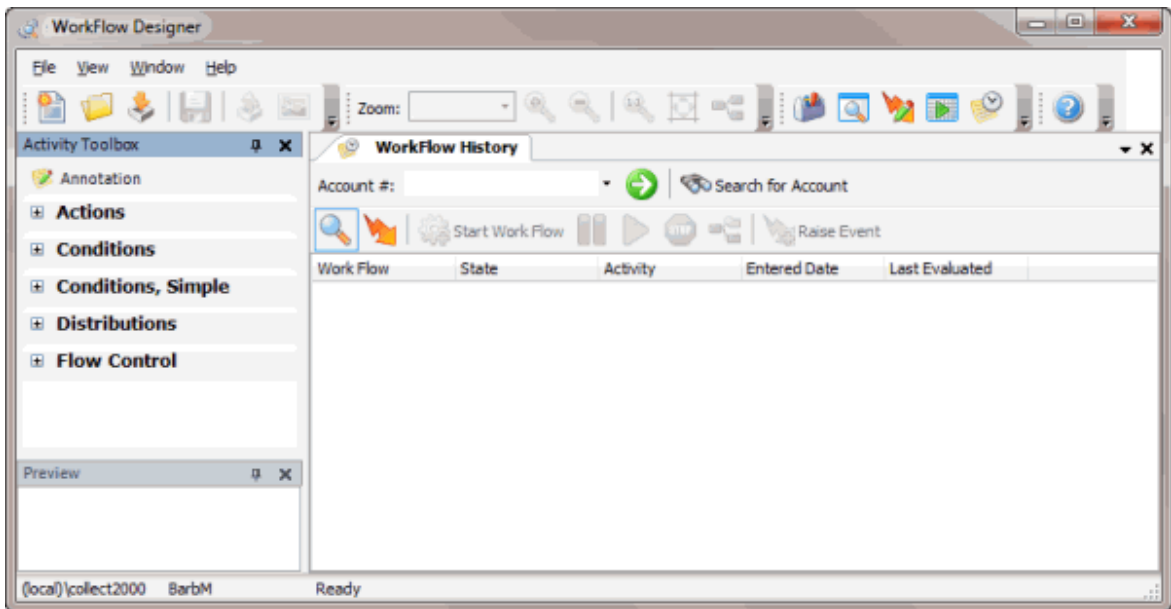 WorkFlow Designer
File View Window Help
Zoom:
Activity Toolbox
WorkFlow History
Annotation
Account #:
Search for Account
Actions
Start Work Flow
Raise Event
Conditions
Work Flow State Activity Entered Date Last Evaluated
Conditions, Simple
Distributions
Flow Control
Preview
(local)\collect2000 BarbM Ready